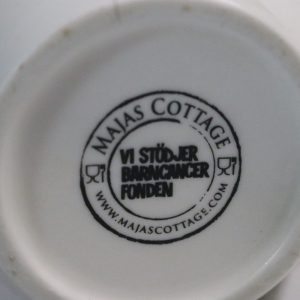 MAJAS COTTAGE
VI STÖDJER
BARNCANCER
FONDEN
WWW.MAJASCOTTAGE.COM